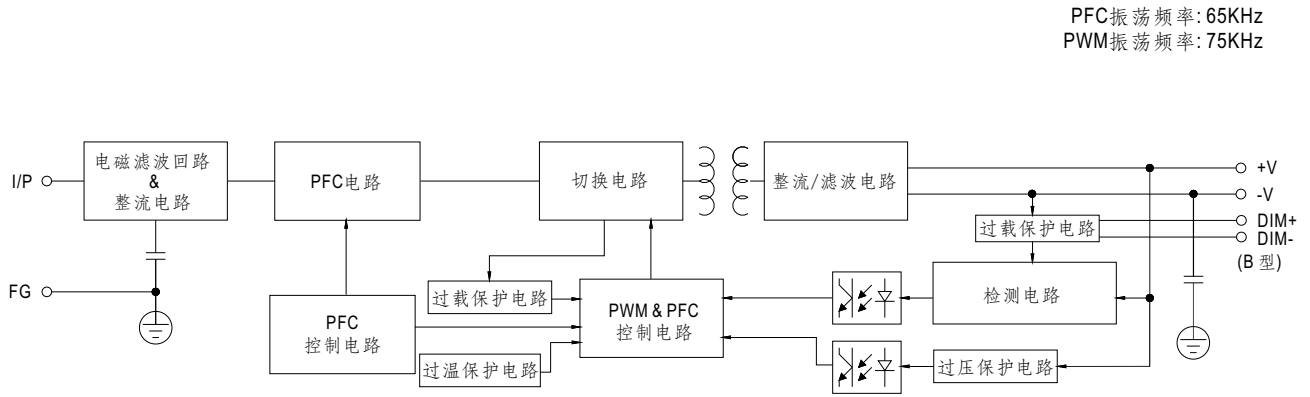 PFC振荡频率: 65KHz
PWM振荡频率: 75KHz
I/P
电磁滤波回路
&
整流电路
PFC电路
切换电路
整流/滤波电路
+V
-V
过载保护电路
DIM+
DIM-
(B 型)
FG
PFC
控制电路
过载保护电路
过温保护电路
PWM & PFC
控制电路
检测电路
过压保护电路